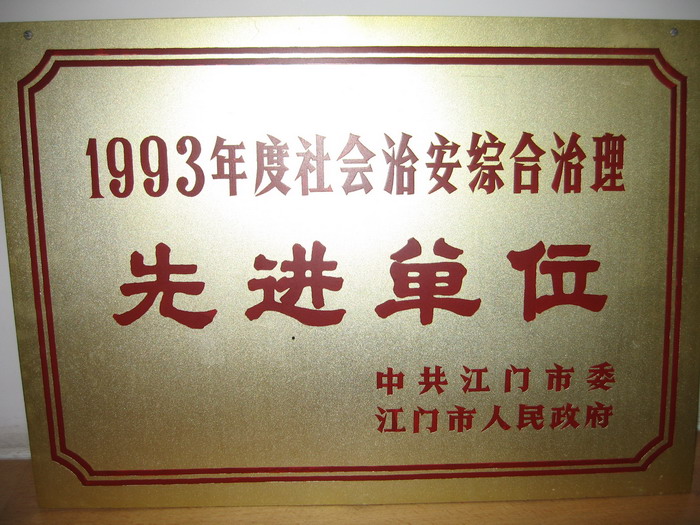 1993年度社会治安综合治理
先进单位
中共江门市委
江门市人民政府